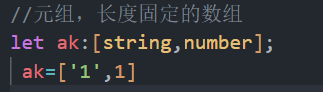 //元组，长度固定的数组
let ak:[string,number];
ak=['1',1]